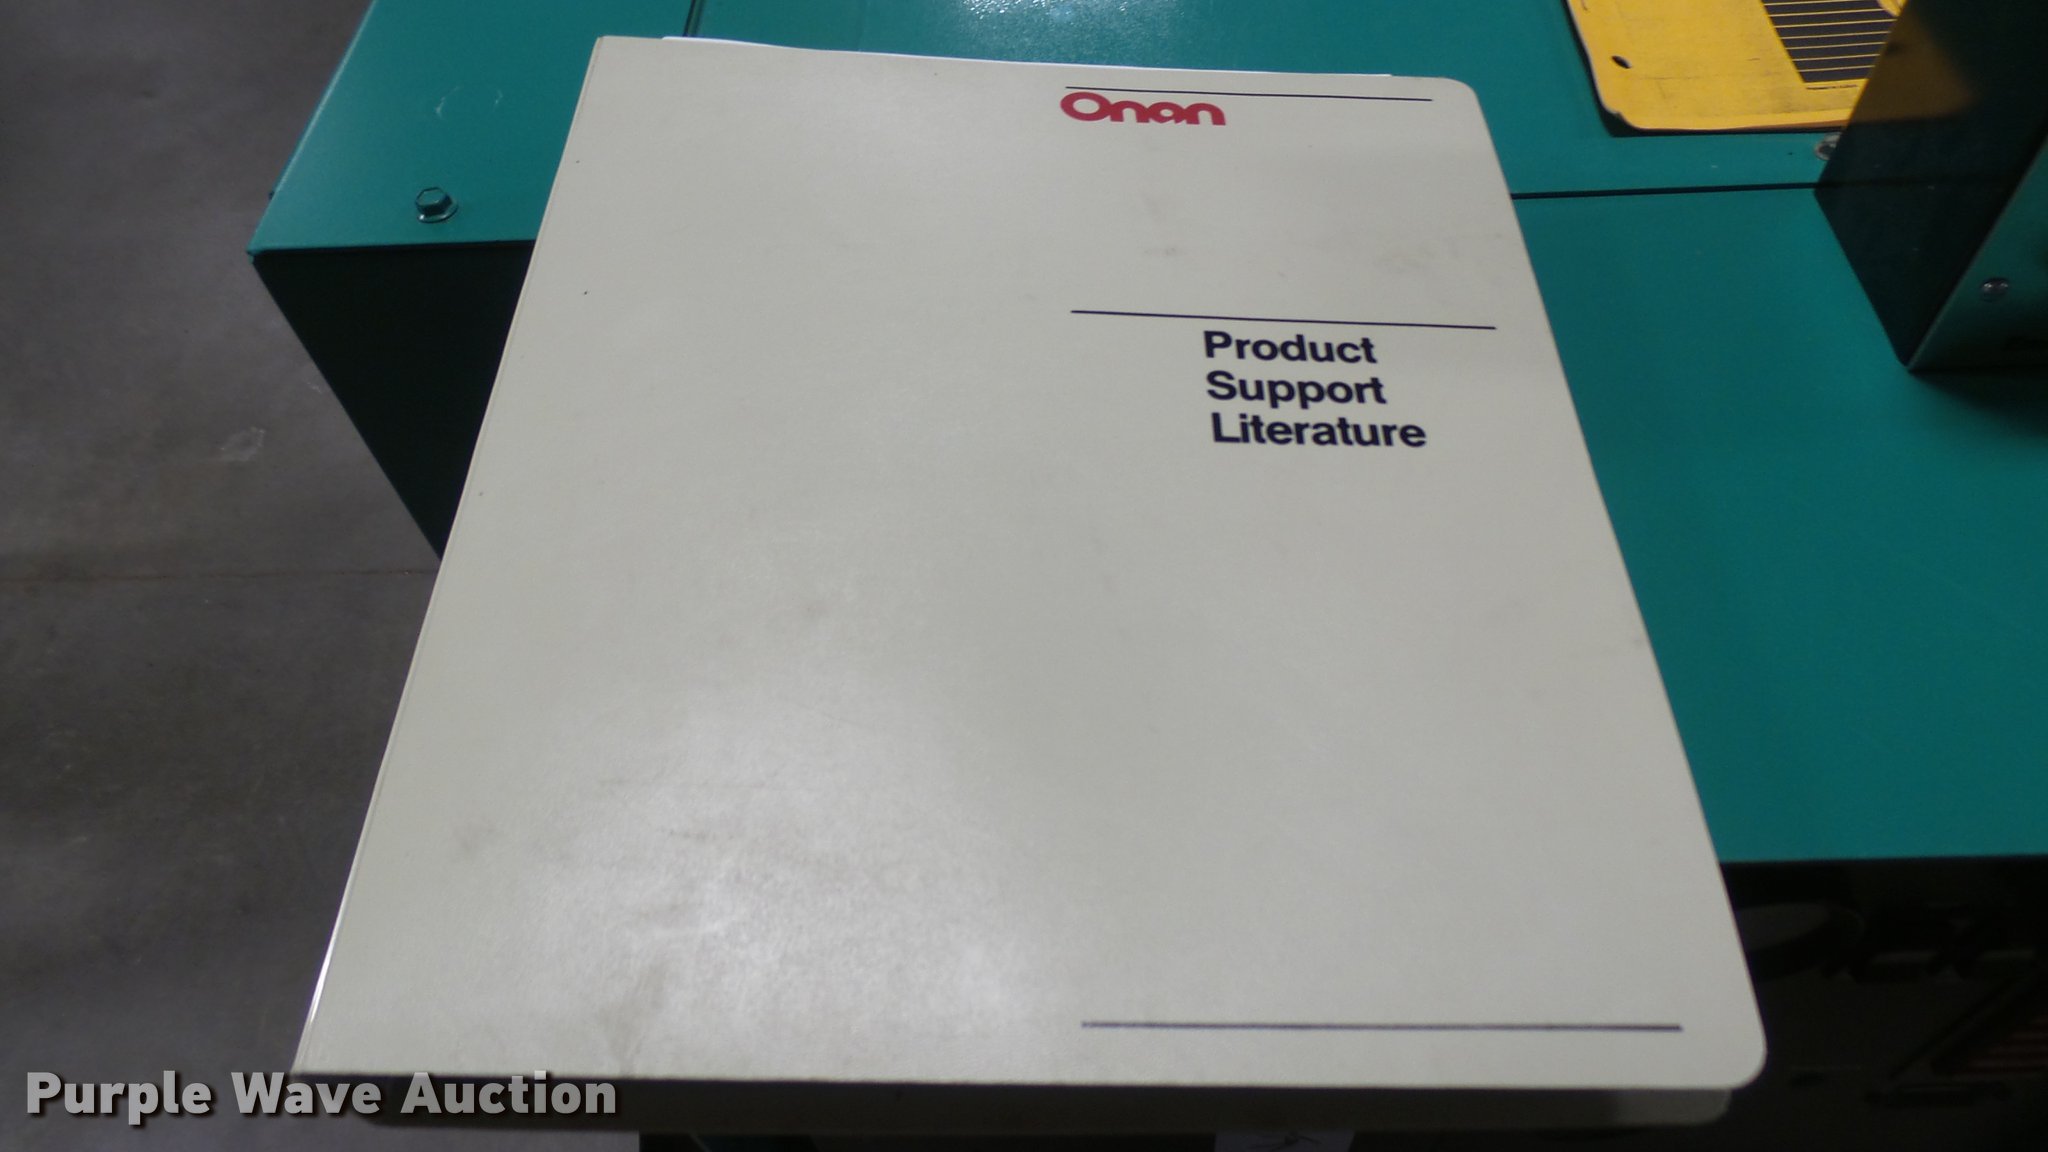 Onan
Product
Support
Literature
Purple Wave Auction